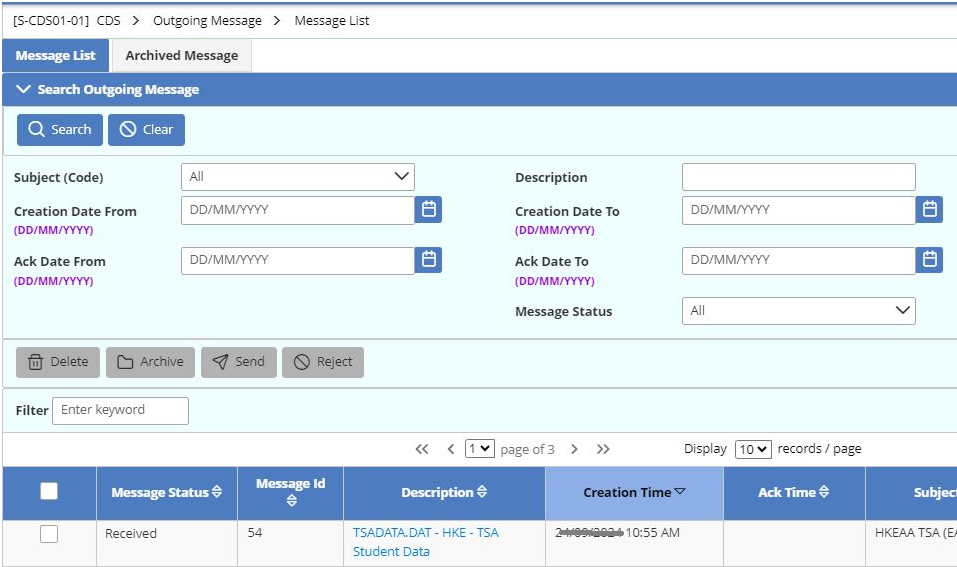 [S-CDS01-01] CDS > Outgoing Message > Message List
Message List Archived Message
Search Outgoing Message
Search Clear
Subject (Code) All Description
Creation Date From DD/MM/YYYY Creation Date To DD/MM/YYYY
(DD/MM/YYYY) (DD/MM/YYYY)
Ack Date From DD/MM/YYYY Ack Date To DD/MM/YYYY
(DD/MM/YYYY) (DD/MM/YYYY)
Message Status All
Delete Archive Send Reject
Filter Enter keyword
<< < 1 page of 3 > >> Display 10 records / page
Message Status Message Id Description Creation Time Ack Time Subject
Received 54 TSADATA.DAT - HKE - TSA 10:55 AM HKEAA TSA (EA
Student Data